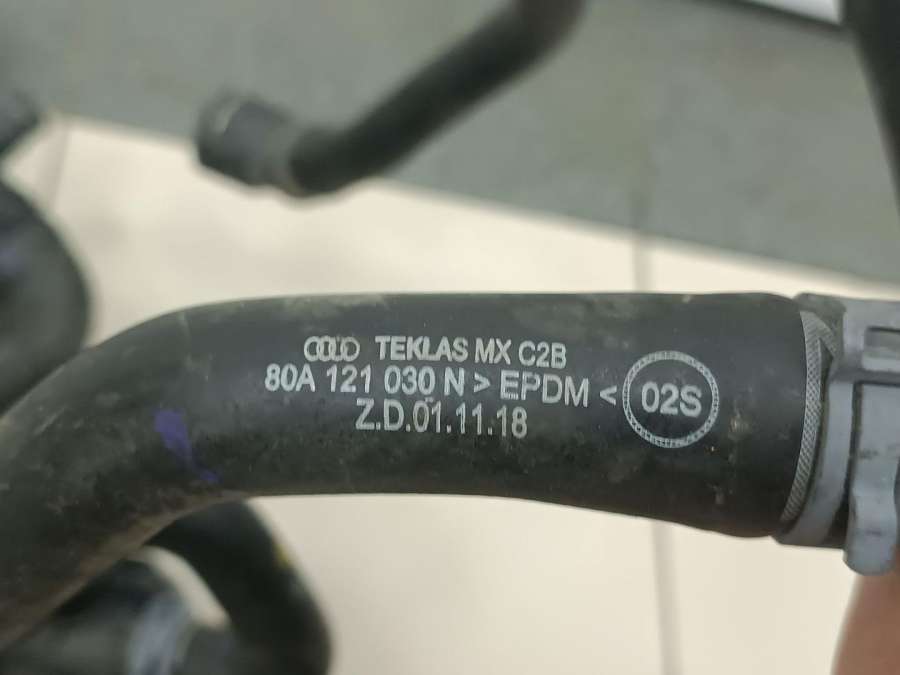 TEKLAS MX C2B
80A 121 030 N > EPDM <
02S
Z.D.01.11.18